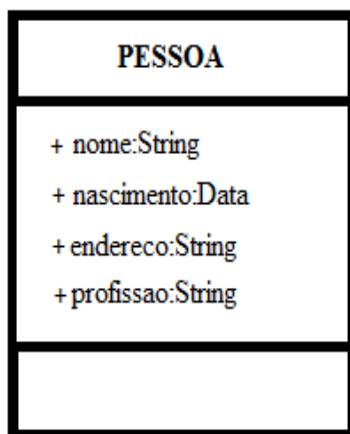 PESSOA
+ nome:String
+ nascimento:Data
+ endereco:String
+ profissao:String